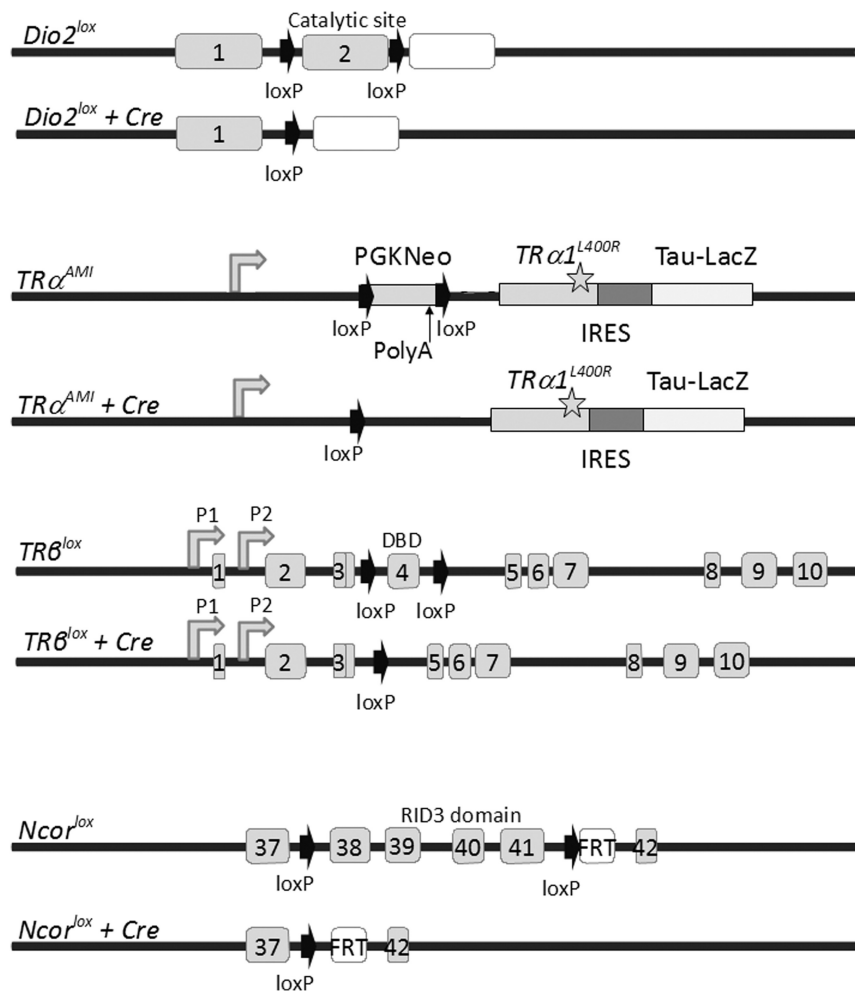 Dio2lox
Catalytic site
1 2
loxP loxP
Dio2lox + Cre
1
loxP
TRαAMI
PGKNeo TRα1L400R Tau-LacZ
loxP loxP
PolyA IRES
TRαAMI + Cre
TRα1L400R Tau-LacZ
loxP IRES
TRβlox
P1 P2 DBD
1 2 3 4 5 6 7 8 9 10
loxP loxP
TRβlox + Cre
P1 P2
1 2 3 5 6 7 8 9 10
loxP
Ncorlox
RID3 domain
37 38 39 40 41 FRT 42
loxP loxP
Ncorlox + Cre
37 FRT 42
loxP